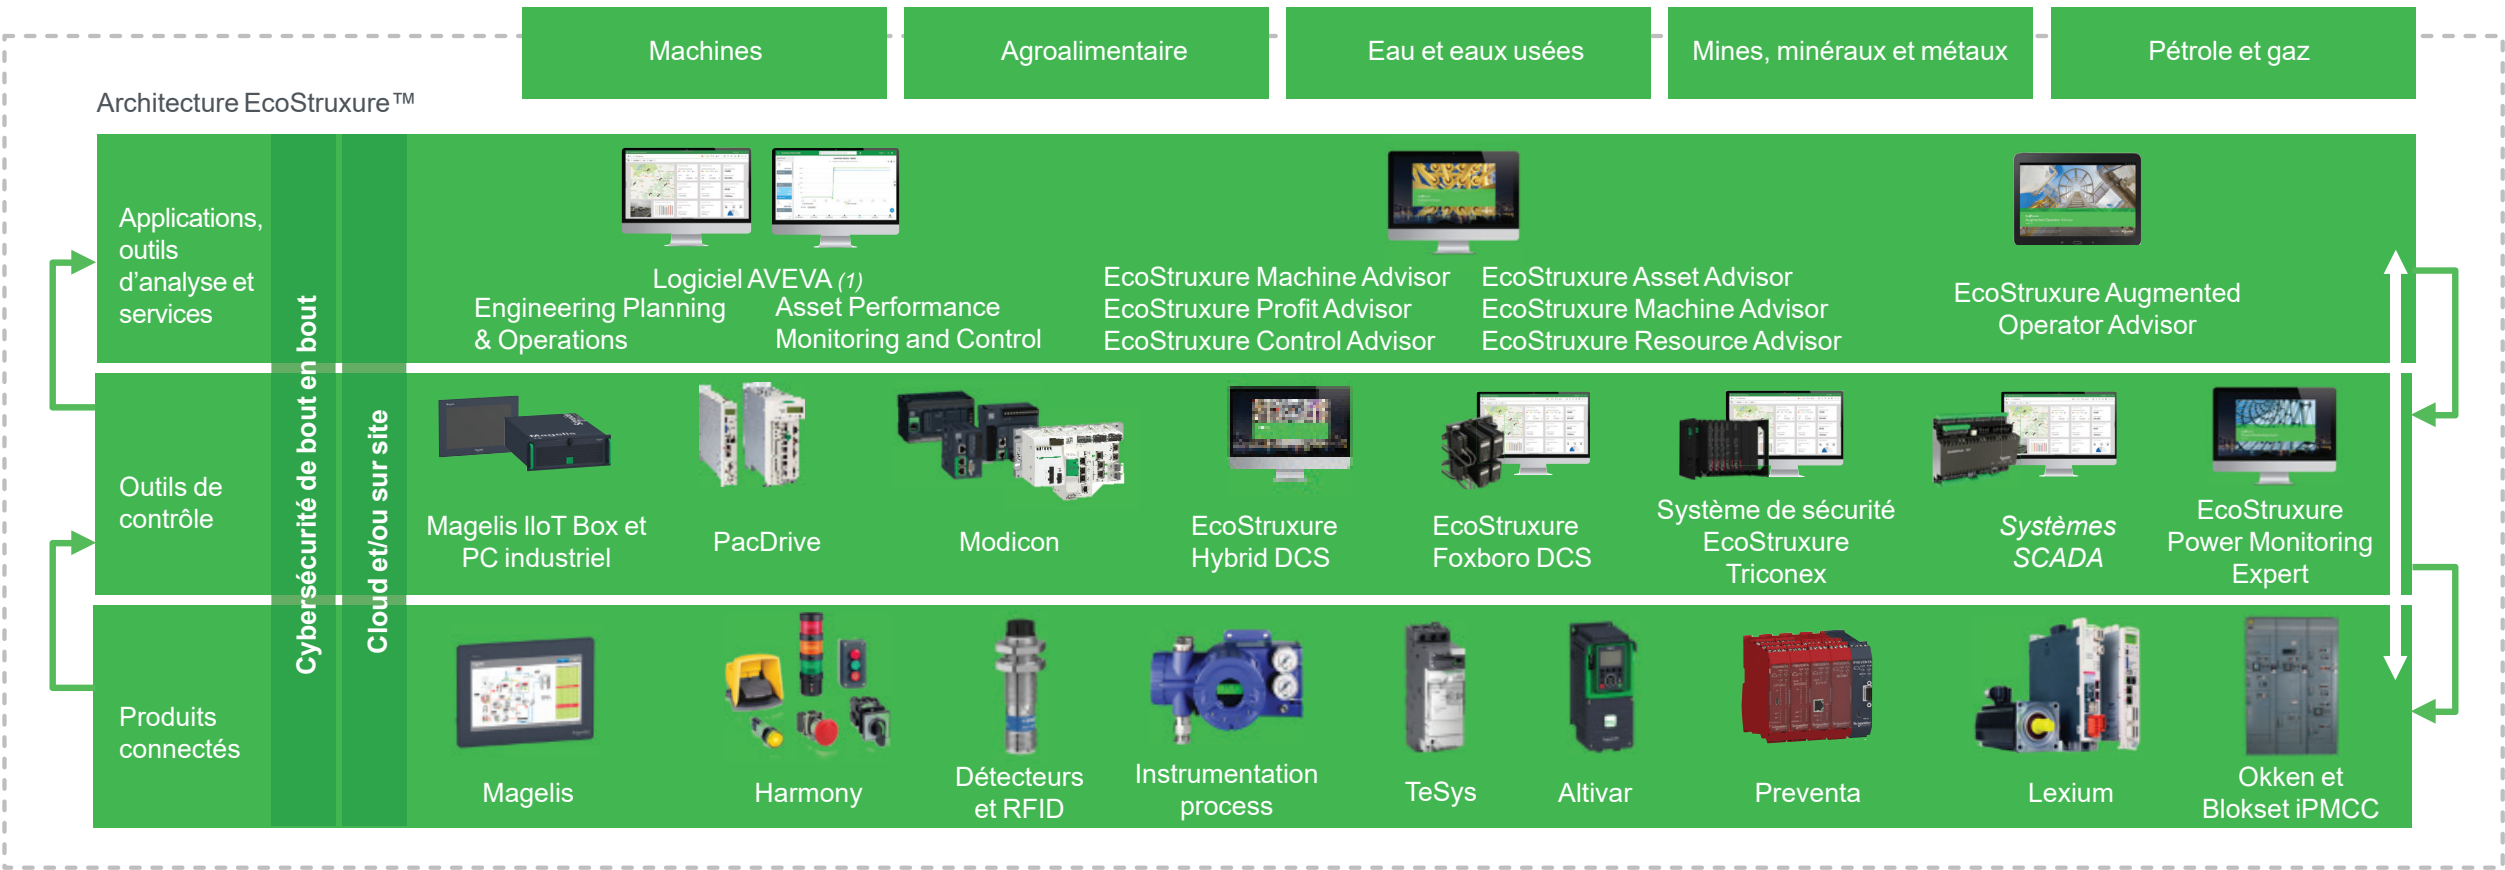 Machines
Agroalimentaire
Eau et eaux usées
Mines, minéraux et métaux
Pétrole et gaz
Architecture EcoStruxure™
Cybersécurité de bout en bout
Cloud et/ou sur site
Applications,
outils
d’analyse et
services
Logiciel AVEVA (1)
Engineering Planning
& Operations
Asset Performance
Monitoring and Control
EcoStruxure Machine Advisor
EcoStruxure Profit Advisor
EcoStruxure Control Advisor
EcoStruxure Asset Advisor
EcoStruxure Machine Advisor
EcoStruxure Resource Advisor
EcoStruxure Augmented
Operator Advisor
Outils de
contrôle
Magelis
Magelis IIoT Box et
PC industriel
PacDrive
Modicon
EcoStruxure
Hybrid DCS
EcoStruxure
Foxboro DCS
Système de sécurité
EcoStruxure
Triconex
Systèmes
SCADA
EcoStruxure
Power Monitoring
Expert
Produits
connectés
Magelis
Harmony
Détecteurs
et RFID
Instrumentation
process
TeSys
Altivar
Preventa
Lexium
Okken et
Blokset iPMCC